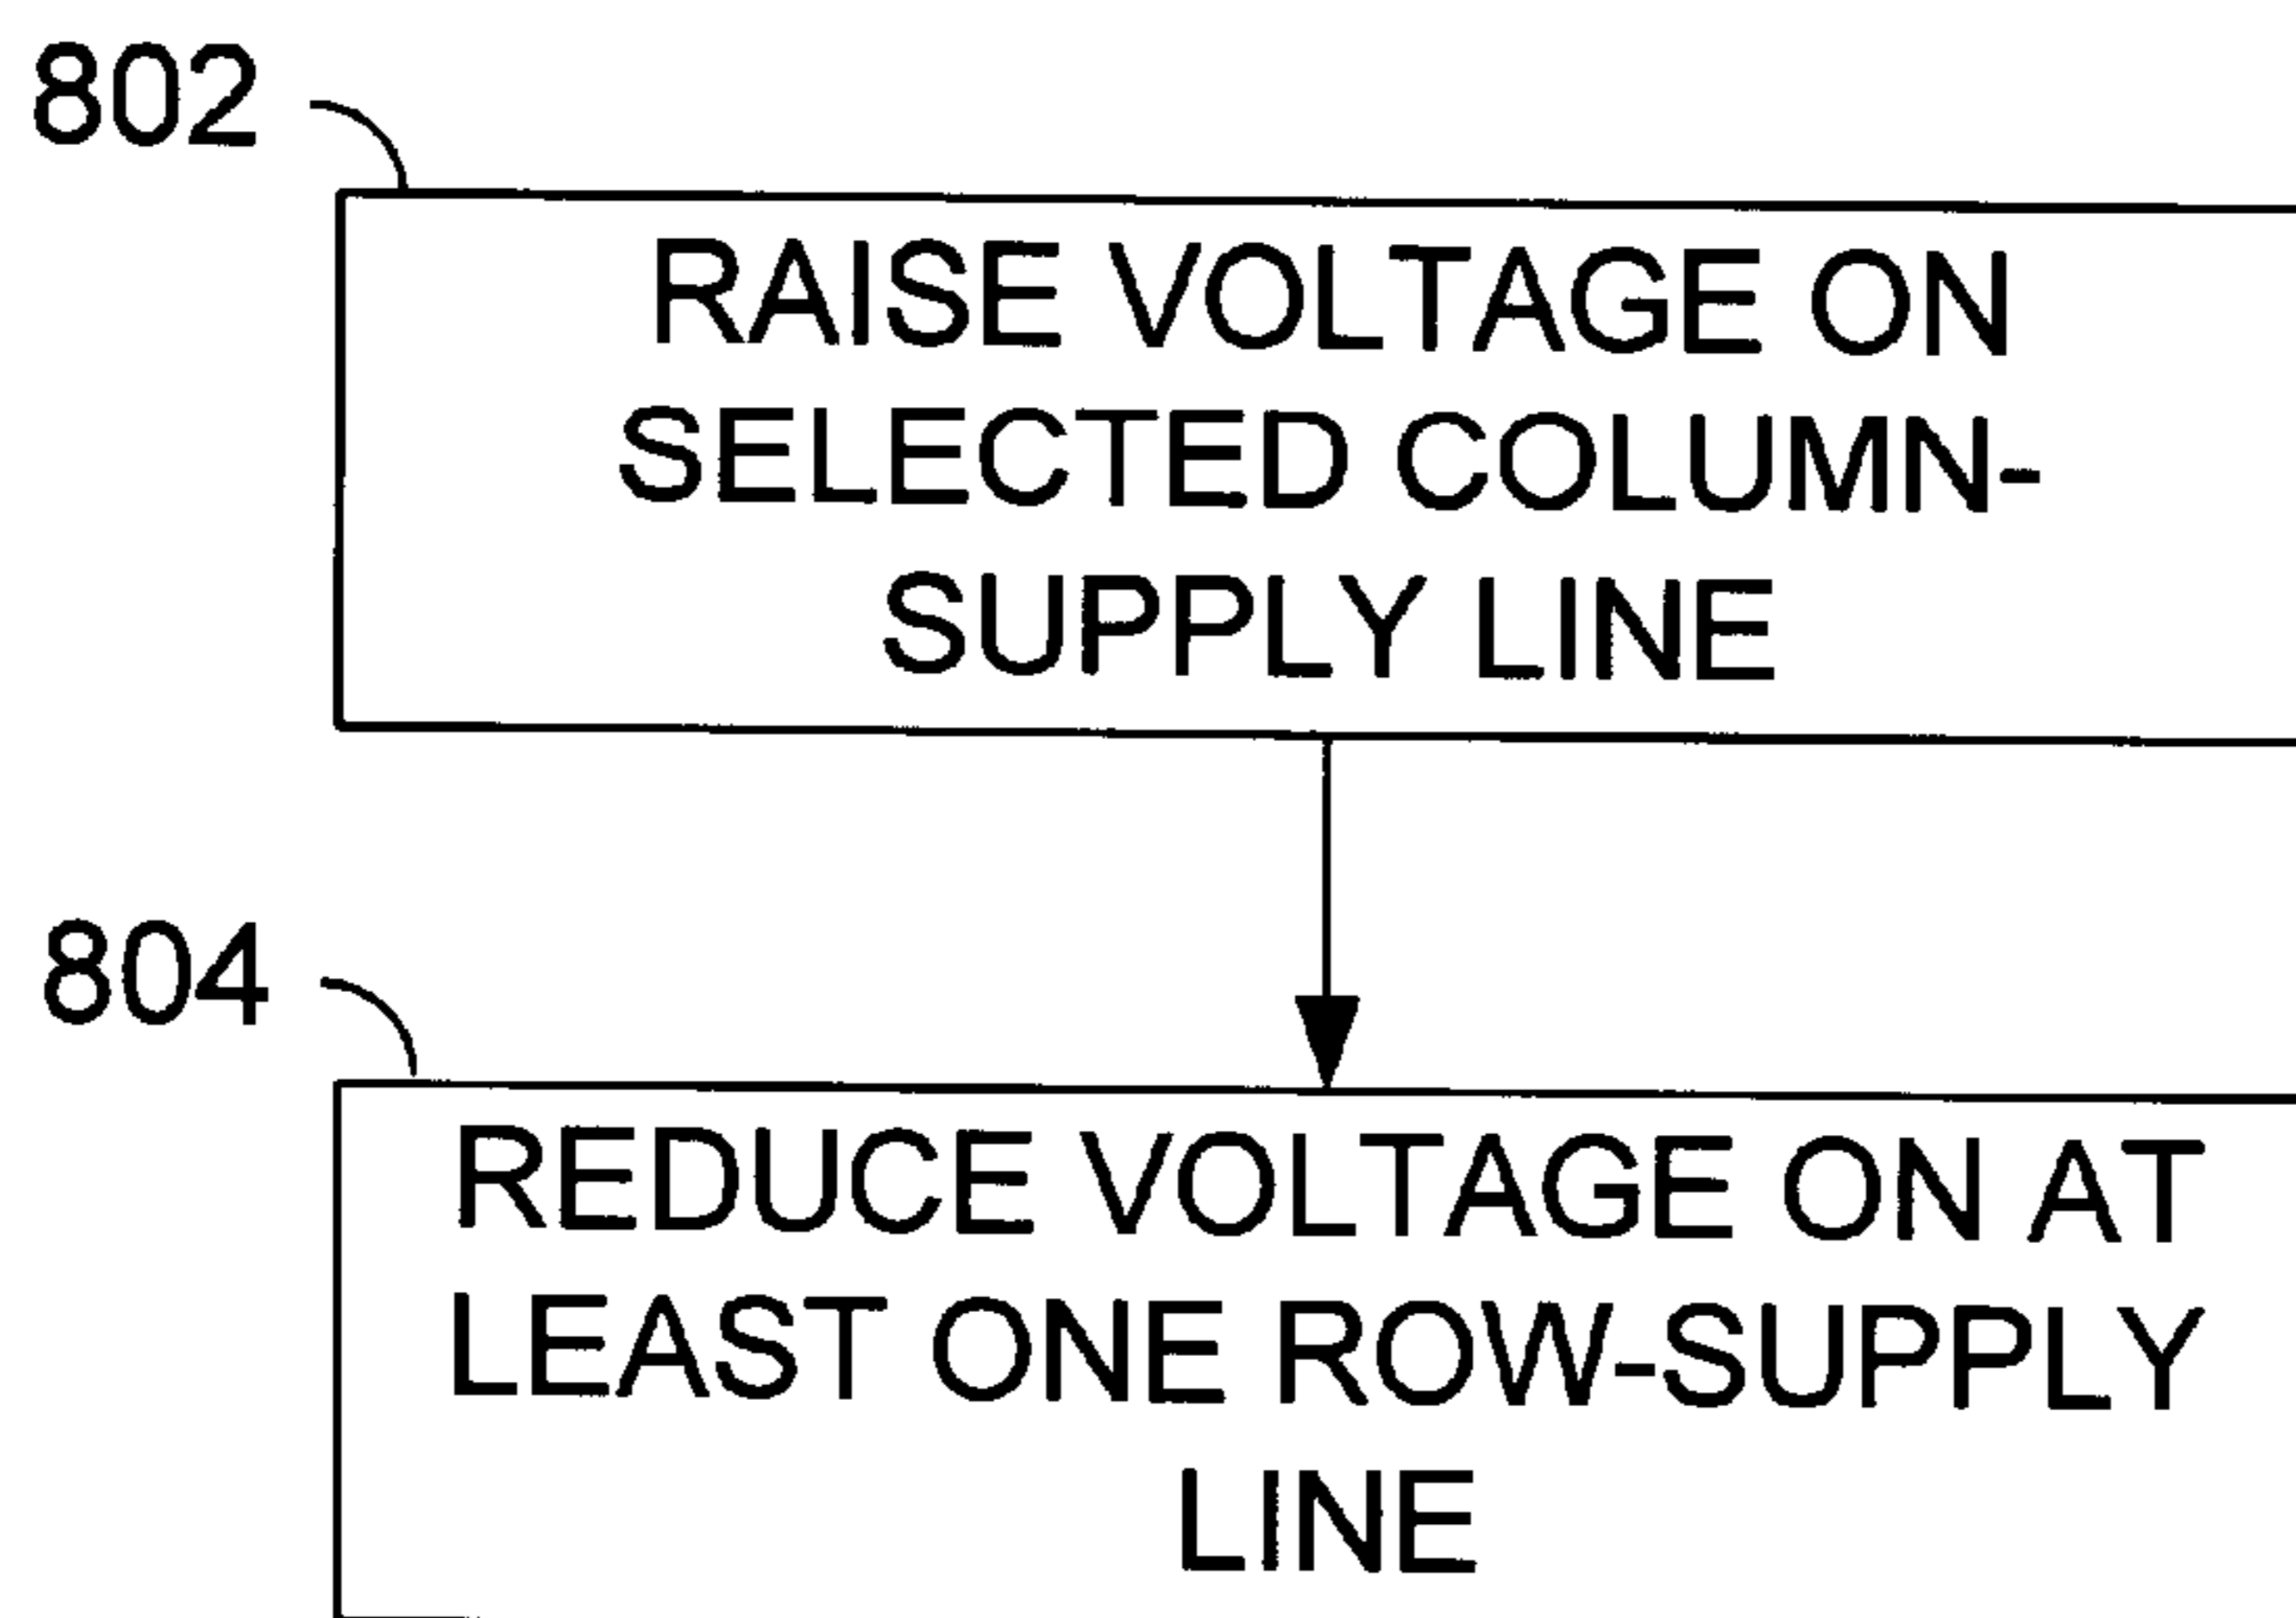 802
RAISE VOLTAGE ON
SELECTED COLUMN-
SUPPLY LINE
804
REDUCE VOLTAGE ON AT
LEAST ONE ROW-SUPPLY
LINE